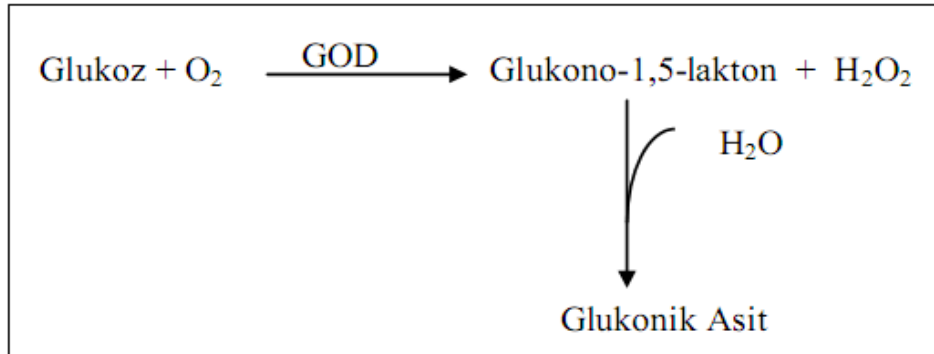 GOD
Glukoz + O₂ Glukono-1,5-lakton + H₂O₂
H₂O
Glukonik Asit